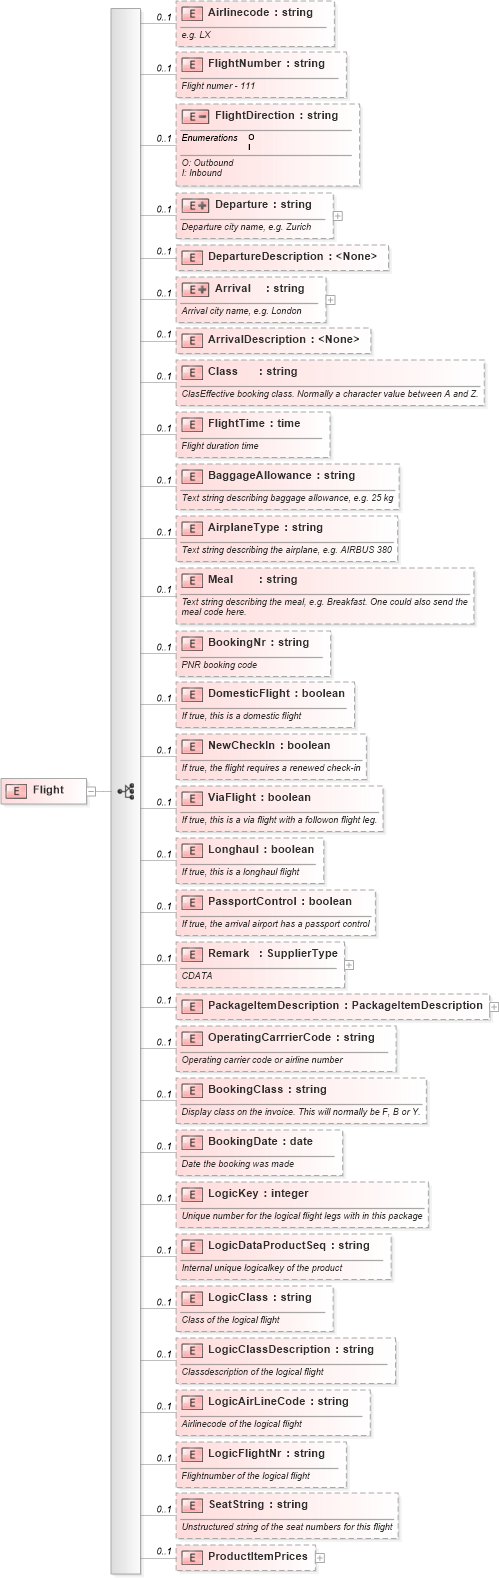 0..1
E Airlinecode : string
e.g. LX
0..1
E FlightNumber : string
Flight numer - 111
0..1
E FlightDirection : string
Enumerations O
I
O: Outbound
I: Inbound
0..1
E Departure : string
Departure city name, e.g. Zurich
0..1
E DepartureDescription : <None>
0..1
E Arrival : string
Arrival city name, e.g. London
0..1
E ArrivalDescription : <None>
0..1
E Class : string
ClasEffective booking class. Normally a character value between A and Z.
0..1
E FlightTime : time
Flight duration time
0..1
E BaggageAllowance : string
Text string describing baggage allowance, e.g. 25 kg
0..1
E AirplaneType : string
Text string describing the airplane, e.g. AIRBUS 380
0..1
E Meal : string
Text string describing the meal, e.g. Breakfast. One could also send the
meal code here.
0..1
E BookingNr : string
PNR booking code
0..1
E DomesticFlight : boolean
If true, this is a domestic flight
0..1
E NewCheckIn : boolean
If true, the flight requires a renewed check-in
E Flight
0..1
E ViaFlight : boolean
If true, this is a via flight with a followon flight leg.
0..1
E Longhaul : boolean
If true, this is a longhaul flight
0..1
E PassportControl : boolean
If true, the arrival airport has a passport control
0..1
E Remark : SupplierType
CDATA
0..1
E PackageItemDescription : PackageItemDescription
0..1
E OperatingCarrrierCode : string
Operating carrier code or airline number
0..1
E BookingClass : string
Display class on the invoice. This will normally be F, B or Y.
0..1
E BookingDate : date
Date the booking was made
0..1
E LogicKey : integer
Unique number for the logical flight legs with in this package
0..1
E LogicDataProductSeq : string
Internal unique logicalkey of the product
0..1
E LogicClass : string
Class of the logical flight
0..1
E LogicClassDescription : string
Classdescription of the logical flight
0..1
E LogicAirLineCode : string
Airlinecode of the logical flight
0..1
E LogicFlightNr : string
Flightnumber of the logical flight
0..1
E SeatString : string
Unstructured string of the seat numbers for this flight
0..1
E ProductItemPrices